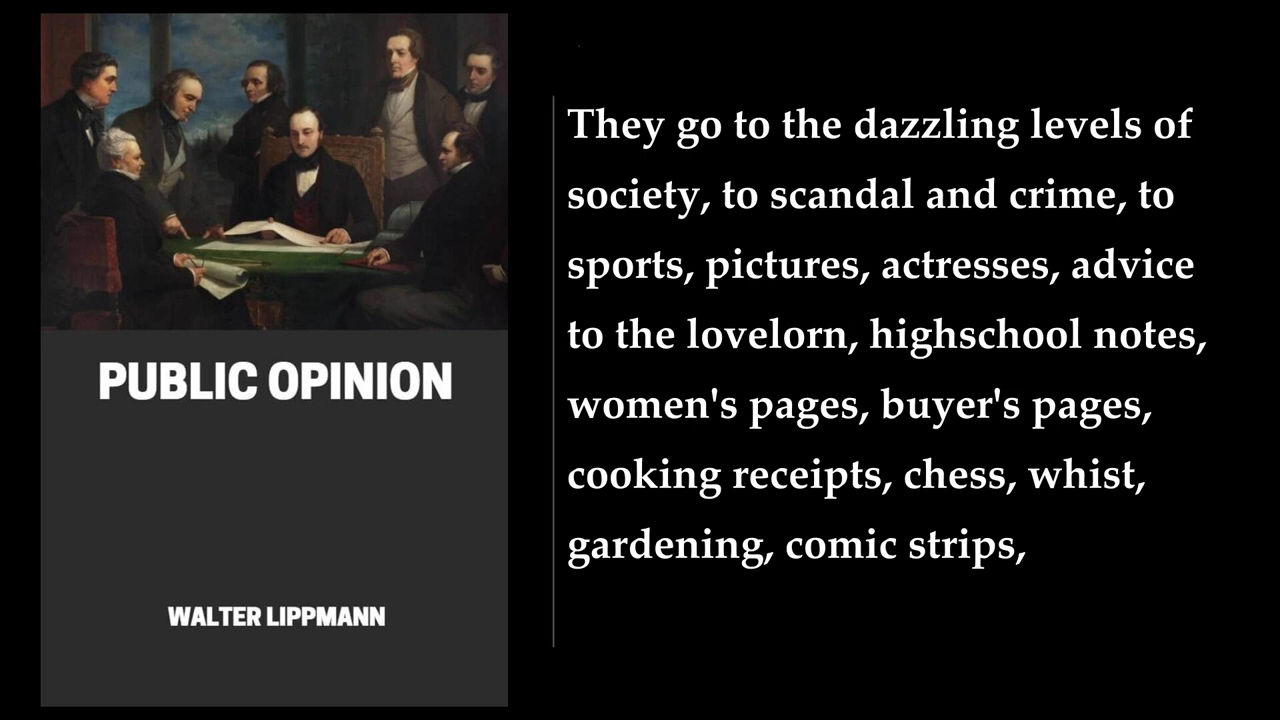 PUBLIC OPINION
WALTER LIPPMANN
They go to the dazzling levels of
society, to scandal and crime, to
sports, pictures, actresses, advice
to the lovelorn, highschool notes,
women's pages, buyer's pages,
cooking receipts, chess, whist,
gardening, comic strips,